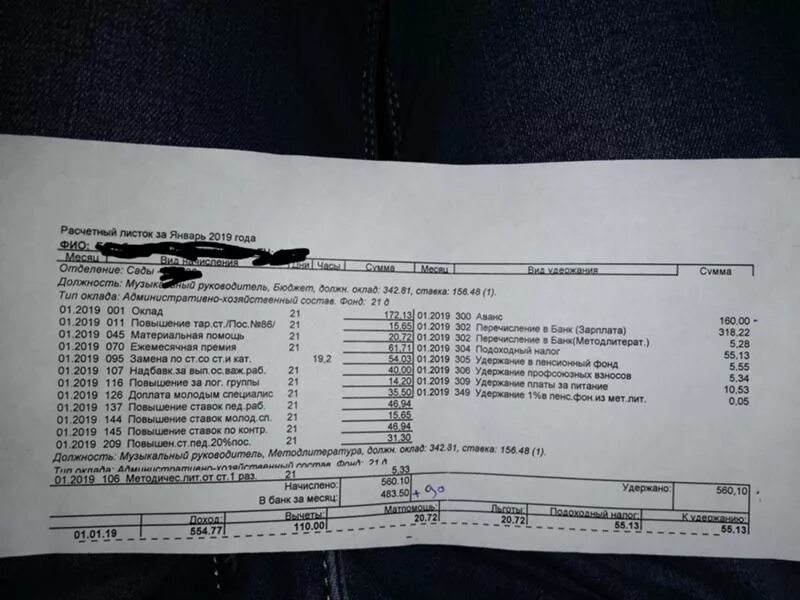 Расчетный листок за Январь 2019 года
ФИО:
Месяц Вид начисления Дни Часы Сумма Месяц Вид удержания Сумма
Отделение: Сады
Должность: Музыкальный руководитель, Бюджет, должн. оклад: 342.81, ставка: 156.48 (1).
Тип оклада: Административно-хозяйственный состав. Фонд: 21 д
01.2019 001 Оклад 21 172,13 01.2019 300 Аванс 160,00
01.2019 011 Повышение тар.ст./Пос.№86/ 21 15,65 01.2019 302 Перечисление в Банк (Зарплата) 318,22
01.2019 045 Материальная помощь 20,72 01.2019 302 Перечисление в Банк(Методлитерат.) 5,28
01.2019 070 Ежемесячная премия 21 61,71 01.2019 304 Подоходный налог 55,13
01.2019 095 Замена по ст.со ст.и кат. 19,2 54,03 01.2019 305 Удержание в пенсионный фонд 5,55
01.2019 107 Надбавк.за вып.ос.важ.раб. 21 40,00 01.2019 306 Удержание профсоюзных взносов 5,34
01.2019 116 Повышение за лог. группы 21 14,20 01.2019 309 Удержание платы за питание 10,53
01.2019 126 Доплата молодым специалис 21 35,50 01.2019 349 Удержание 1%в пенс.фон.из мет.лит. 0,05
01.2019 137 Повышение ставок пед.раб. 21 46,94
01.2019 144 Повышение ставок молод.сп. 21 15,65
01.2019 145 Повышение ставок по контр. 21 46,94
01.2019 209 Повышен.ст.пед.20%пос. 21 31,30
Должность: Музыкальный руководитель, Методлитература, должн. оклад: 342.81, ставка: 156.48 (1).
Тип оклада: Административно-хозяйственный состав. Фонд: 21 д
01.2019 106 Методичес.лит.от ст.1 раз. 21 5,33
Начислено: 560.10 Удержано: 560,10
В банк за месяц: 483.50 + 90
Доход: Вычеты: Матпомощь: Льготы: Подоходный налог: К удержанию:
01.01.19 554.77 110.00 20.72 20.72 55.13 55.13